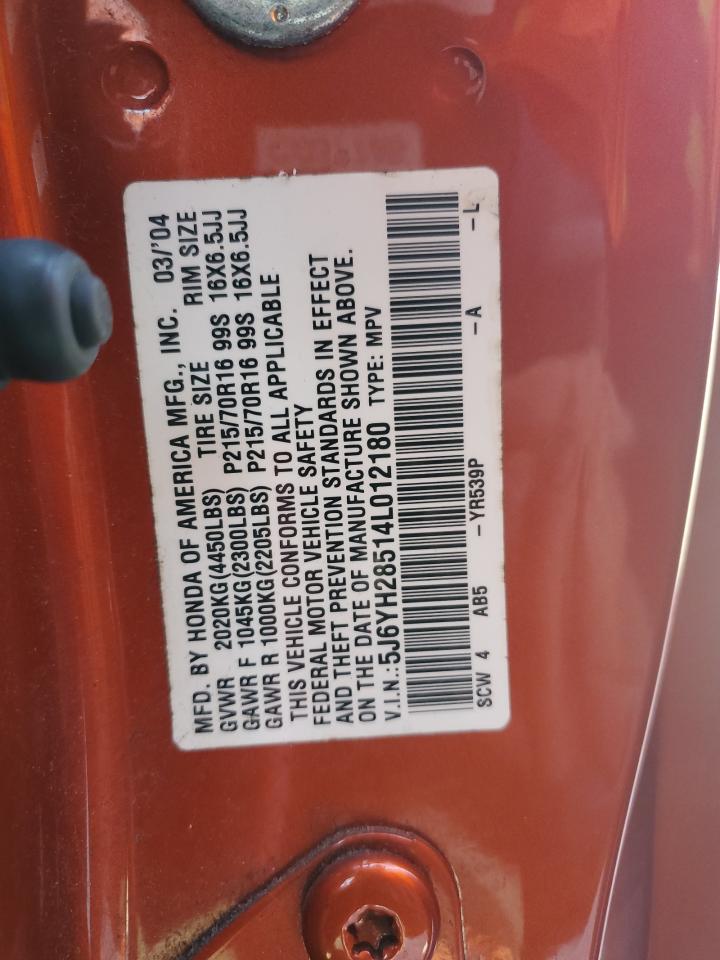 MFD. BY HONDA OF AMERICA MFG., INC. 03/'04
GVWR 2020KG(4450LBS) TIRE SIZE RIM SIZE
GAWR F 1045KG(2300LBS) P215/70R16 99S 16X6.5JJ
GAWR R 1000KG(2205LBS) P215/70R16 99S 16X6.5JJ
THIS VEHICLE CONFORMS TO ALL APPLICABLE
FEDERAL MOTOR VEHICLE SAFETY
AND THEFT PREVENTION STANDARDS IN EFFECT
ON THE DATE OF MANUFACTURE SHOWN ABOVE.
V.I.N.:5J6YH28514L012180 TYPE: MPV
SCW 4 AB5 -YR539P -A -L